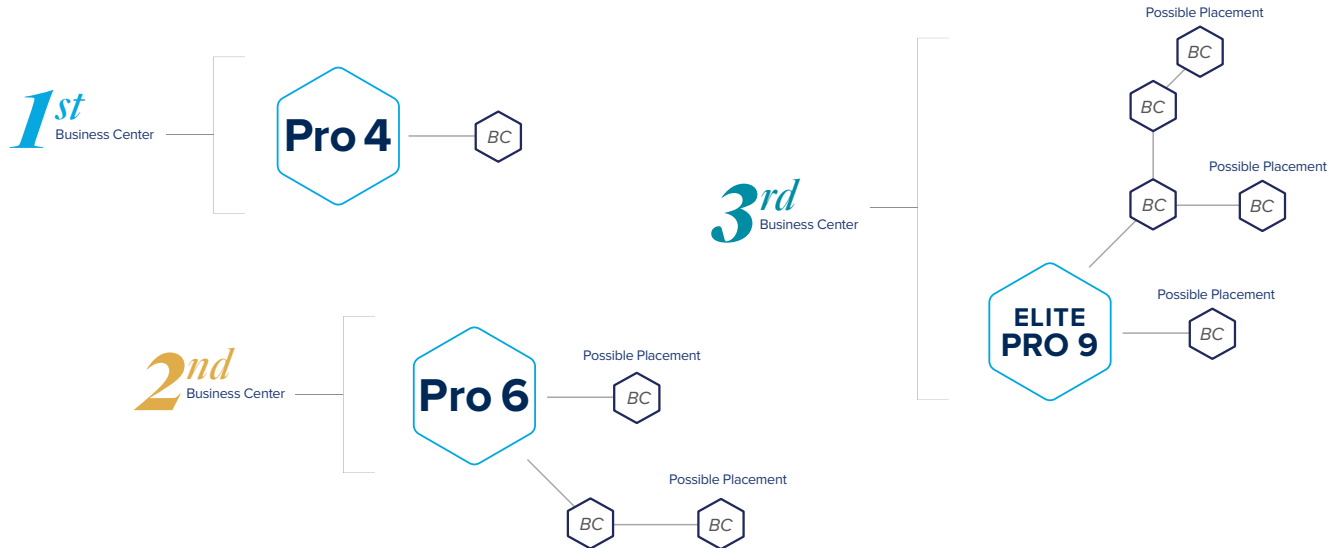 1st
Business Center
Pro 4
BC
2nd
Business Center
Pro 6
Possible Placement
BC
Possible Placement
BC
BC
3rd
Business Center
Possible Placement
BC
BC
Possible Placement
BC
BC
ELITE
PRO 9
Possible Placement
BC